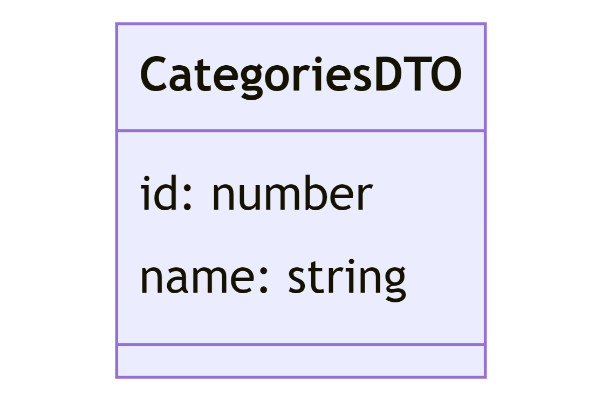 CategoriesDTO
id: number
name: string